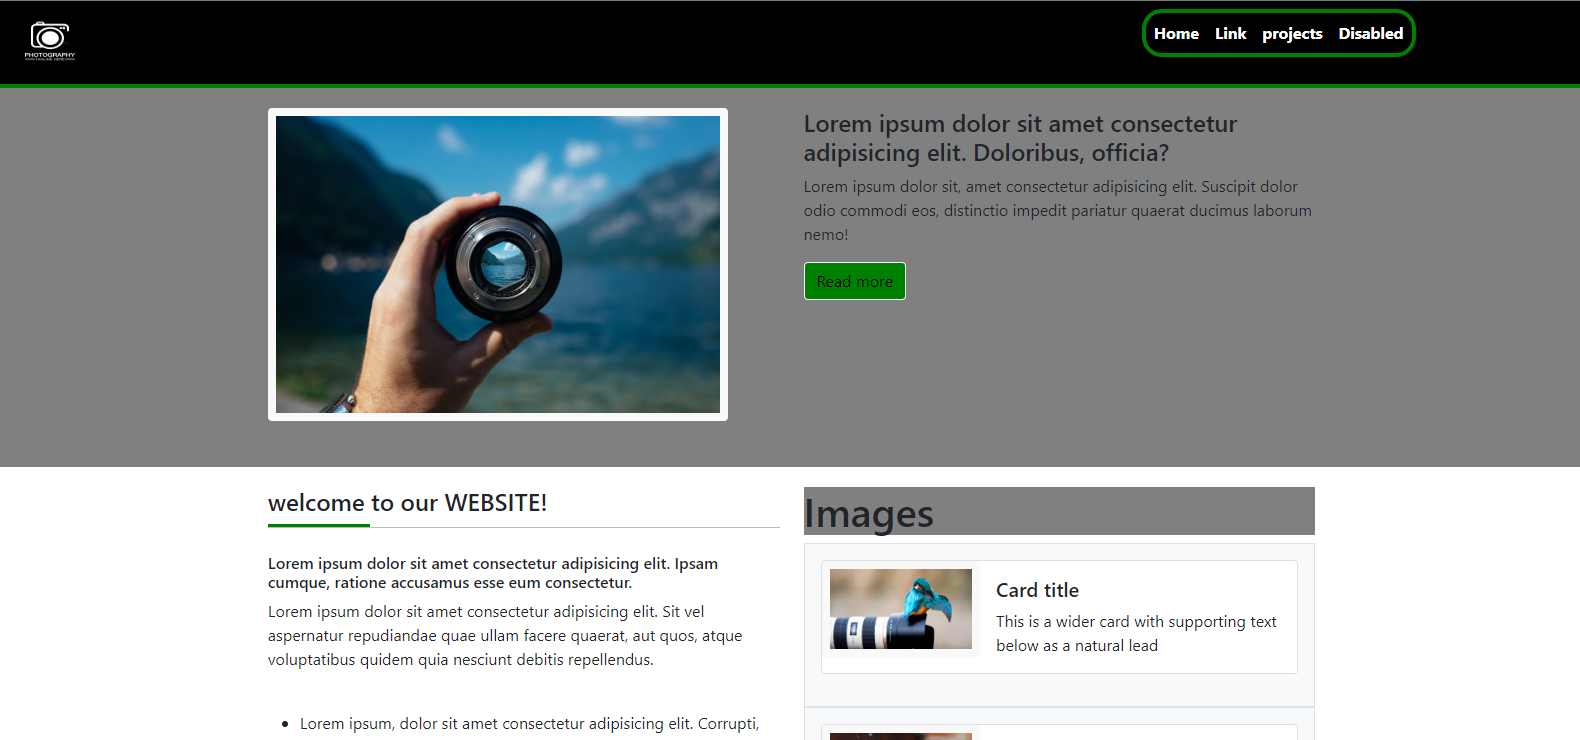 PHOTOGRAPHY
TAGLINE HERE
Home Link projects Disabled
Lorem ipsum dolor sit amet consectetur
adipisicing elit. Doloribus, officia?
Lorem ipsum dolor sit, amet consectetur adipisicing elit. Suscipit dolor
odio commodi eos, distinctio impedit pariatur quaerat ducimus laborum
nemo!
Read more
welcome to our WEBSITE!
Lorem ipsum dolor sit amet consectetur adipisicing elit. Ipsam
cumque, ratione accusamus esse eum consectetur.
Lorem ipsum dolor sit amet consectetur adipisicing elit. Sit vel
aspernatur repudiandae quae ullam facere quaerat, aut quos, atque
voluptatibus quidem quia nesciunt debitis repellendus.
Lorem ipsum, dolor sit amet consectetur adipisicing elit. Corrupti,
Images
Card title
This is a wider card with supporting text
below as a natural lead